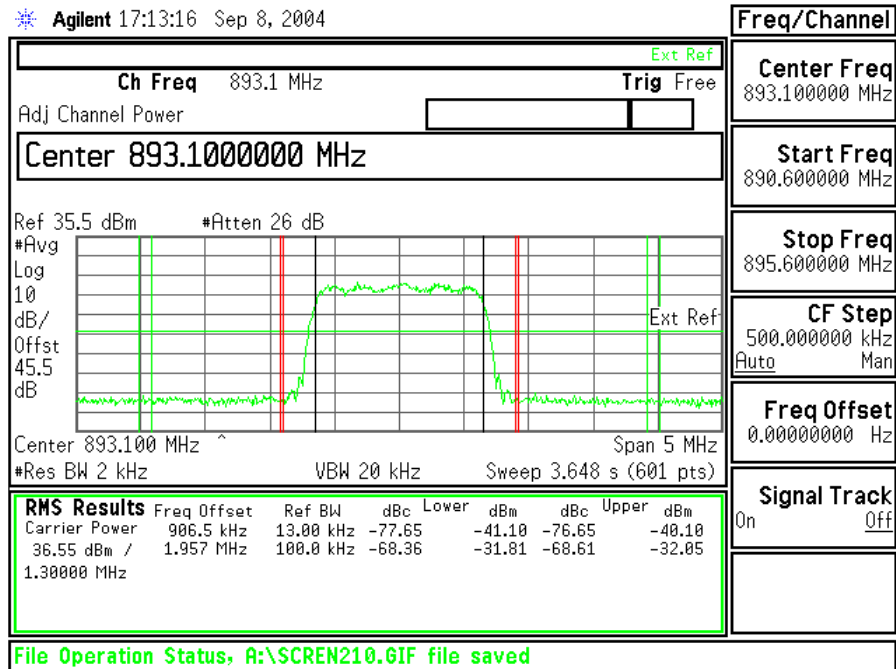 Agilent 17:13:16 Sep 8, 2004
Freq/Channel
Ext Ref
Ch Freq 893.1 MHz
Trig Free
Adj Channel Power
Center 893.1000000 MHz
Ref 35.5 dBm #Atten 26 dB
#Avg
Log
10
dB/
Offst
45.5
dB
Ext Ref
Center 893.100 MHz ^ Span 5 MHz
#Res BW 2 kHz VBW 20 kHz Sweep 3.648 s (601 pts)
RMS Results Freq Offset Ref BW dBc Lower dBm dBc Upper dBm
Carrier Power 906.5 kHz 13.00 kHz -77.65 -41.10 -76.65 -40.10
36.55 dBm / 1.957 MHz 100.0 kHz -68.36 -31.81 -68.61 -32.05
1.30000 MHz
File Operation Status, A:\SCREN210.GIF file saved
Center Freq
893.100000 MHz
Start Freq
890.600000 MHz
Stop Freq
895.600000 MHz
CF Step
500.000000 kHz
Auto Man
Freq Offset
0.00000000 Hz
Signal Track
On Off